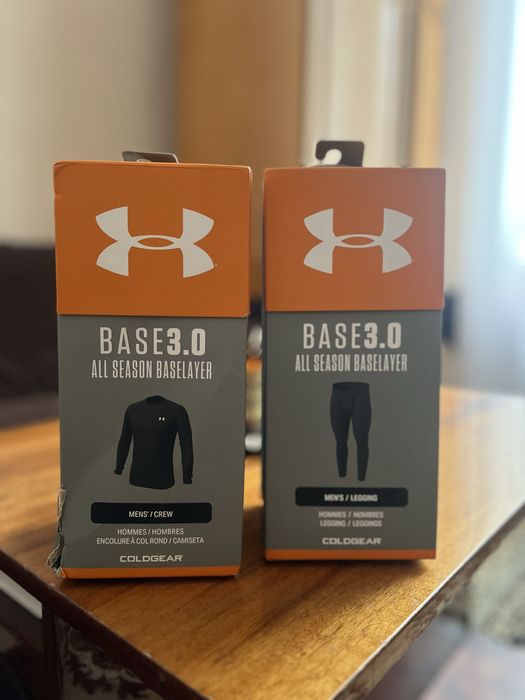 BASE3.0
ALL SEASON BASELAYER
MENS' / CREW
HOMMES / HOMBRES
ENCOLURE À COL ROND / CAMISETA
COLDGEAR
BASE3.0
ALL SEASON BASELAYER
MEN'S / LEGGING
HOMMES / HOMBRES
LEGGING / LEGGINGS
COLDGEAR